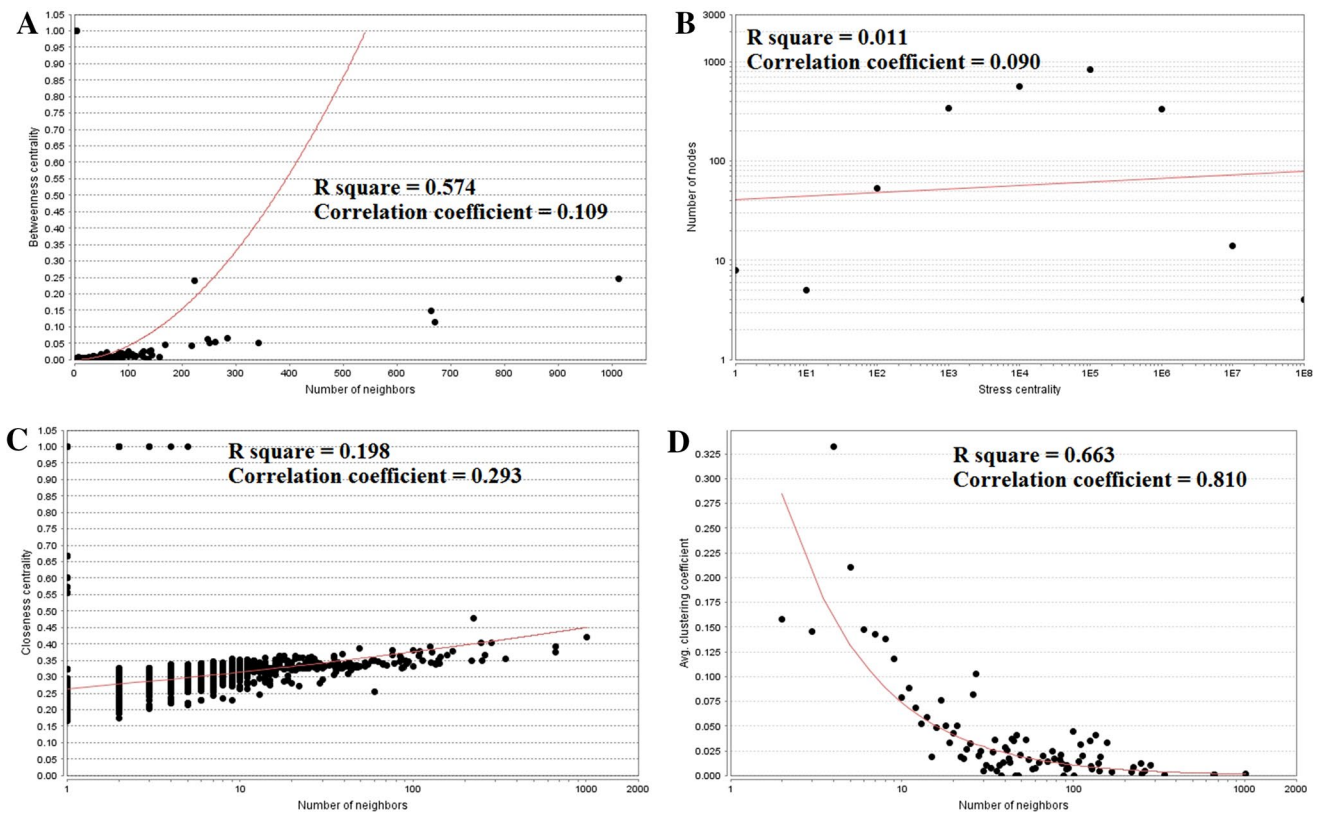 A
1.05
1.00
0.95
0.90
0.85
0.80
0.75
0.70
0.65
0.60
0.55
0.50
0.45
0.40
0.35
0.30
0.25
0.20
0.15
0.10
0.05
0.00
Betweenness centrality
R square = 0.574
Correlation coefficient = 0.109
0 100 200 300 400 500 600 700 800 900 1000
Number of neighbors
B
3000
1000
100
10
1
Number of nodes
R square = 0.011
Correlation coefficient = 0.090
1 1E1 1E2 1E3 1E4 1E5 1E6 1E7 1E8
Stress centrality
C
1.05
1.00
0.95
0.90
0.85
0.80
0.75
0.70
0.65
0.60
0.55
0.50
0.45
0.40
0.35
0.30
0.25
0.20
0.15
0.10
0.05
0.00
Closeness centrality
R square = 0.198
Correlation coefficient = 0.293
1 10 100 1000 2000
Number of neighbors
D
0.325
0.300
0.275
0.250
0.225
0.200
0.175
0.150
0.125
0.100
0.075
0.050
0.025
0.000
Avg. clustering coefficient
R square = 0.663
Correlation coefficient = 0.810
1 10 100 1000 2000
Number of neighbors